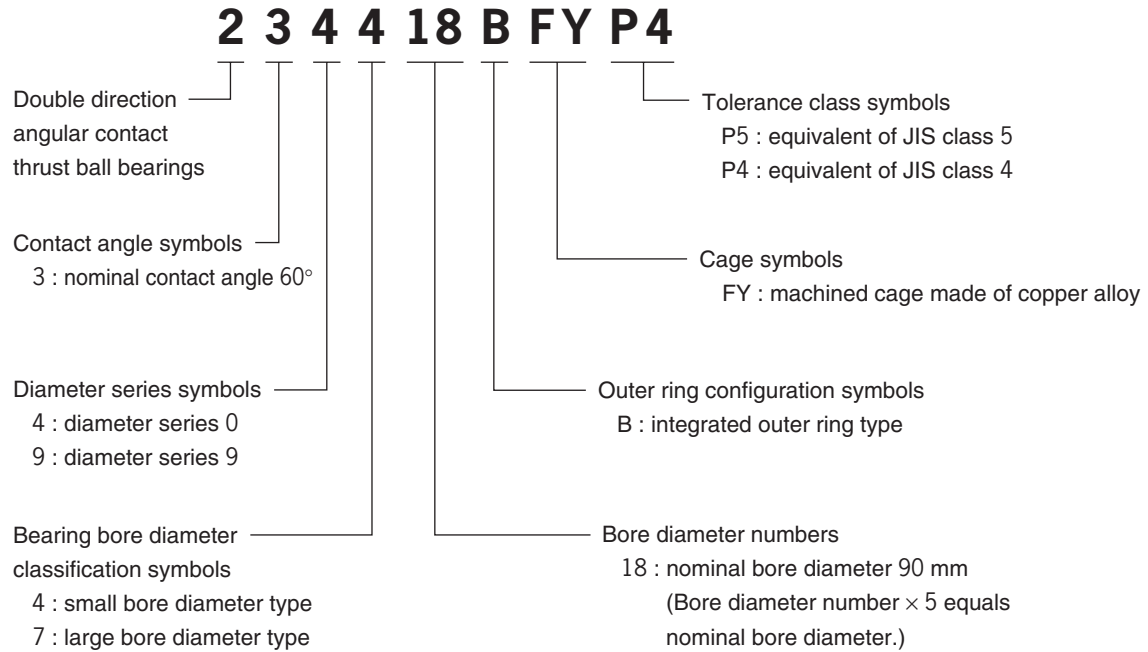 2 3 4 4 18 B FY P4
Double direction
angular contact
thrust ball bearings
Contact angle symbols
3 : nominal contact angle 60°
Diameter series symbols
4 : diameter series 0
9 : diameter series 9
Bearing bore diameter
classification symbols
4 : small bore diameter type
7 : large bore diameter type
Tolerance class symbols
P5 : equivalent of JIS class 5
P4 : equivalent of JIS class 4
Cage symbols
FY : machined cage made of copper alloy
Outer ring configuration symbols
B : integrated outer ring type
Bore diameter numbers
18 : nominal bore diameter 90 mm
(Bore diameter number × 5 equals
nominal bore diameter.)